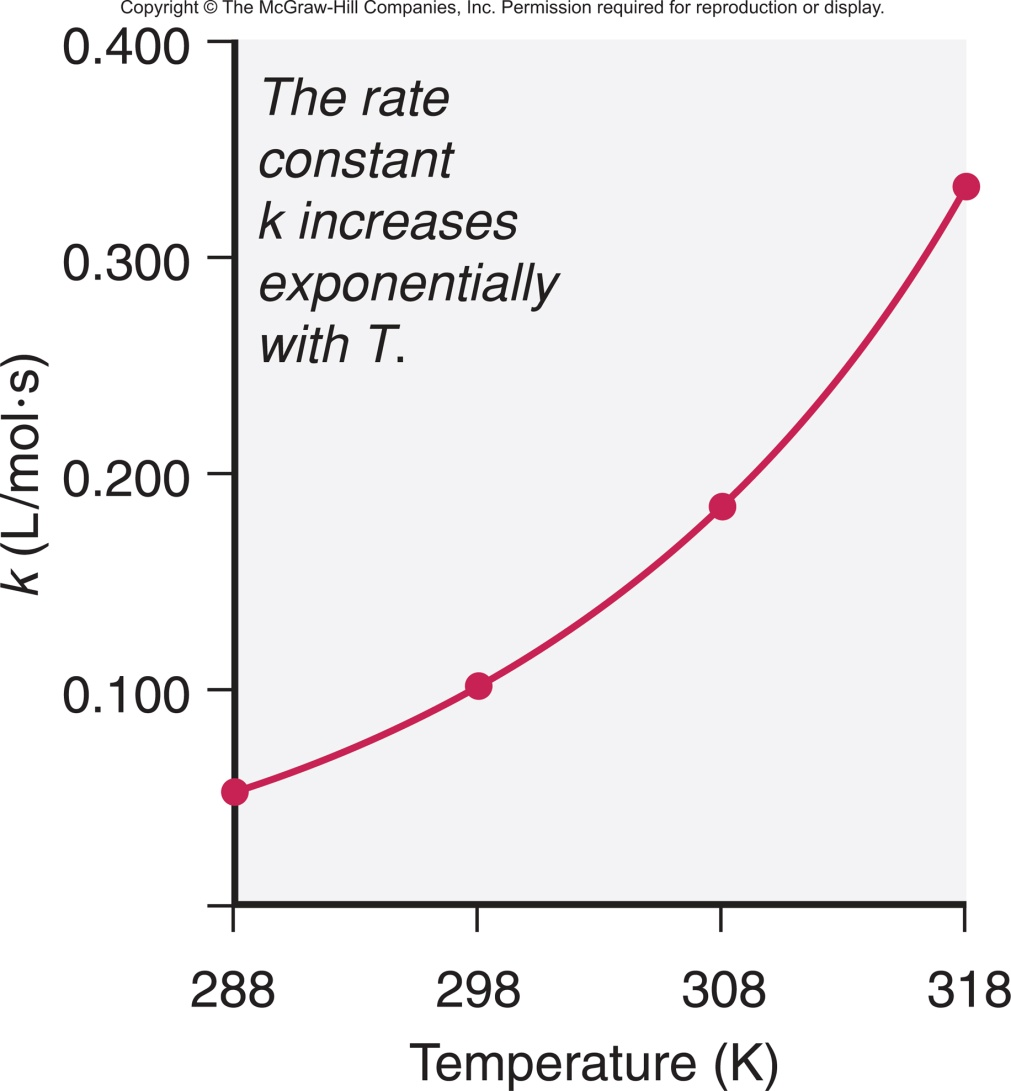 Copyright © The McGraw-Hill Companies, Inc. Permission required for reproduction or display.
0.400
The rate
constant
k increases
exponentially
with T.
0.300
0.200
0.100
k (L/mol·s)
288 298 308 318
Temperature (K)